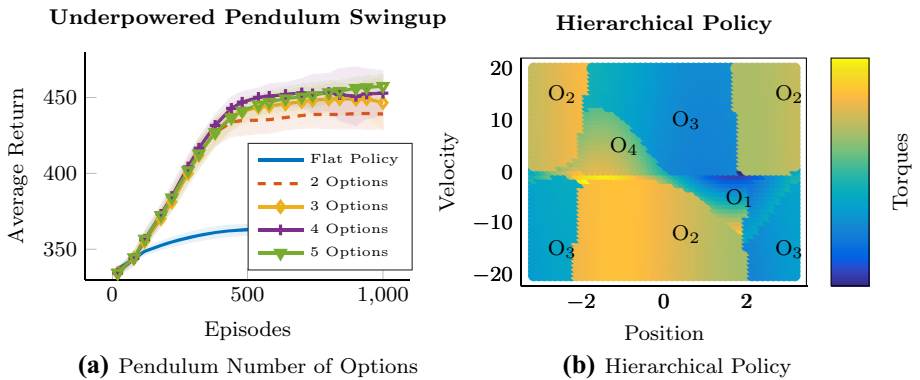 Underpowered Pendulum Swingup
450
400
350
Average Return
Flat Policy
2 Options
3 Options
4 Options
5 Options
0 500 1,000
Episodes
(a) Pendulum Number of Options
Hierarchical Policy
20
10
0
−10
−20
Velocity
O2 O3 O2
O4
O1
O3 O2 O3
−2 0 2
Position
Torques
(b) Hierarchical Policy